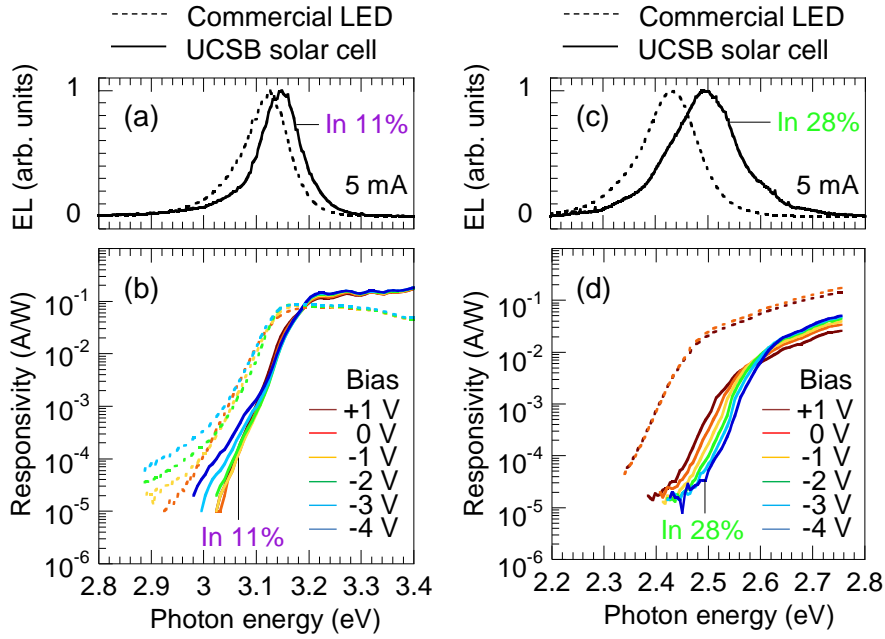 Commercial LED
UCSB solar cell
EL (arb. units)
1
0
(a)
In 11%
5 mA
Responsivity (A/W)
10^-1
10^-2
10^-3
10^-4
10^-5
10^-6
(b)
Bias
+1 V
0 V
-1 V
-2 V
-3 V
-4 V
In 11%
2.8 2.9 3 3.1 3.2 3.3 3.4
Photon energy (eV)
Commercial LED
UCSB solar cell
EL (arb. units)
1
0
(c)
In 28%
5 mA
Responsivity (A/W)
10^-1
10^-2
10^-3
10^-4
10^-5
10^-6
(d)
Bias
+1 V
0 V
-1 V
-2 V
-3 V
-4 V
In 28%
2.2 2.3 2.4 2.5 2.6 2.7 2.8
Photon energy (eV)